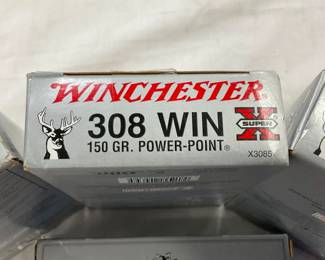 WINCHESTER
308 WIN
150 GR. POWER-POINT®
SUPER X
X3085